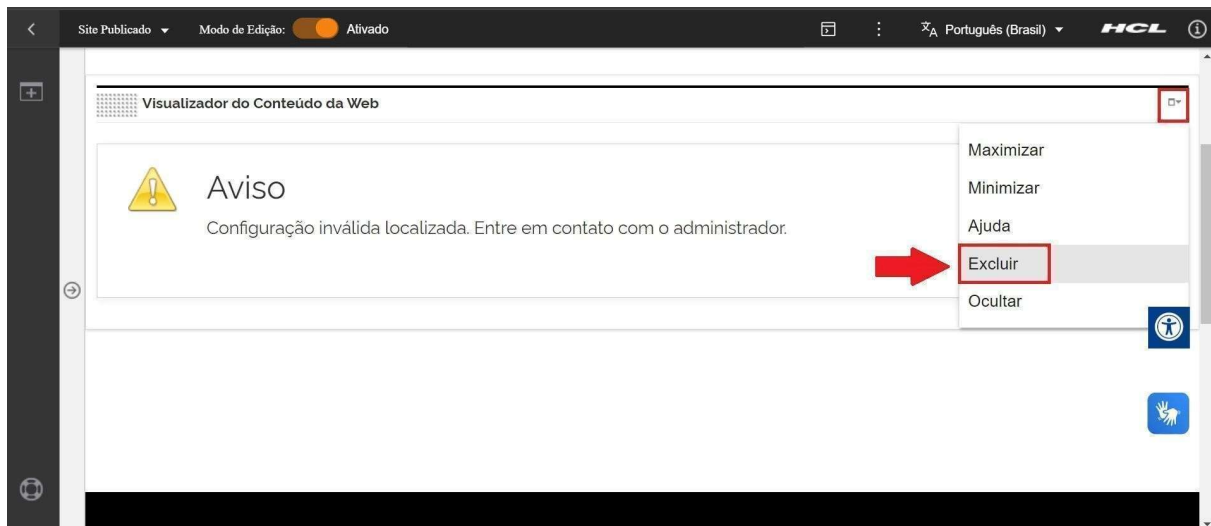 Site Publicado
Modo de Edição:
Ativado
Português (Brasil)
HCL
Visualizador do Conteúdo da Web
Aviso
Configuração inválida localizada. Entre em contato com o administrador.
Maximizar
Minimizar
Ajuda
Excluir
Ocultar